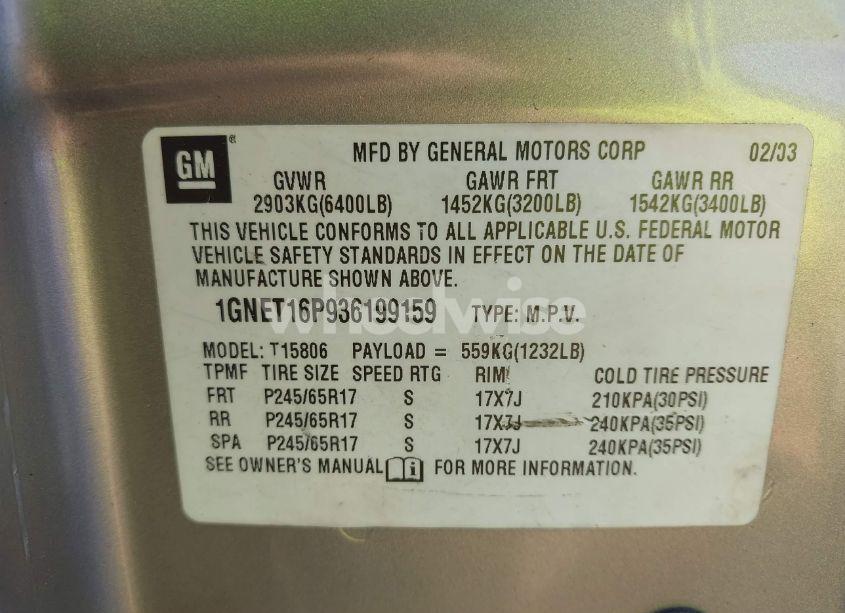 GM ® MFD BY GENERAL MOTORS CORP 02/03
GVWR GAWR FRT GAWR RR
2903KG(6400LB) 1452KG(3200LB) 1542KG(3400LB)
THIS VEHICLE CONFORMS TO ALL APPLICABLE U.S. FEDERAL MOTOR
VEHICLE SAFETY STANDARDS IN EFFECT ON THE DATE OF
MANUFACTURE SHOWN ABOVE.
1GNET16P936199159 TYPE: M.P.V.
wheelwise
MODEL: T15806 PAYLOAD = 559KG(1232LB)
TPMF TIRE SIZE SPEED RTG RIM COLD TIRE PRESSURE
FRT P245/65R17 S 17X7J 210KPA(30PSI)
RR P245/65R17 S 17X7J 240KPA(35PSI)
SPA P245/65R17 S 17X7J 240KPA(35PSI)
SEE OWNER'S MANUAL i FOR MORE INFORMATION.